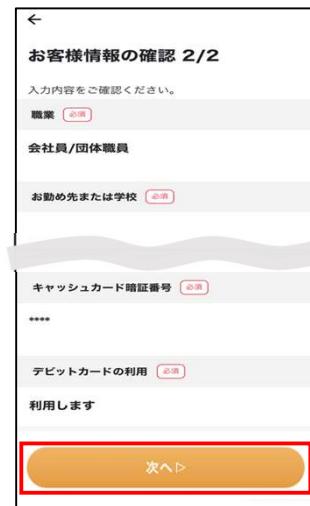 ←
お客様情報の確認 2/2
入力内容をご確認ください。
職業 必須
会社員/団体職員
お勤め先または学校 必須
キャッシュカード暗証番号 必須
****
デビットカードの利用 必須
利用します
次へ▷